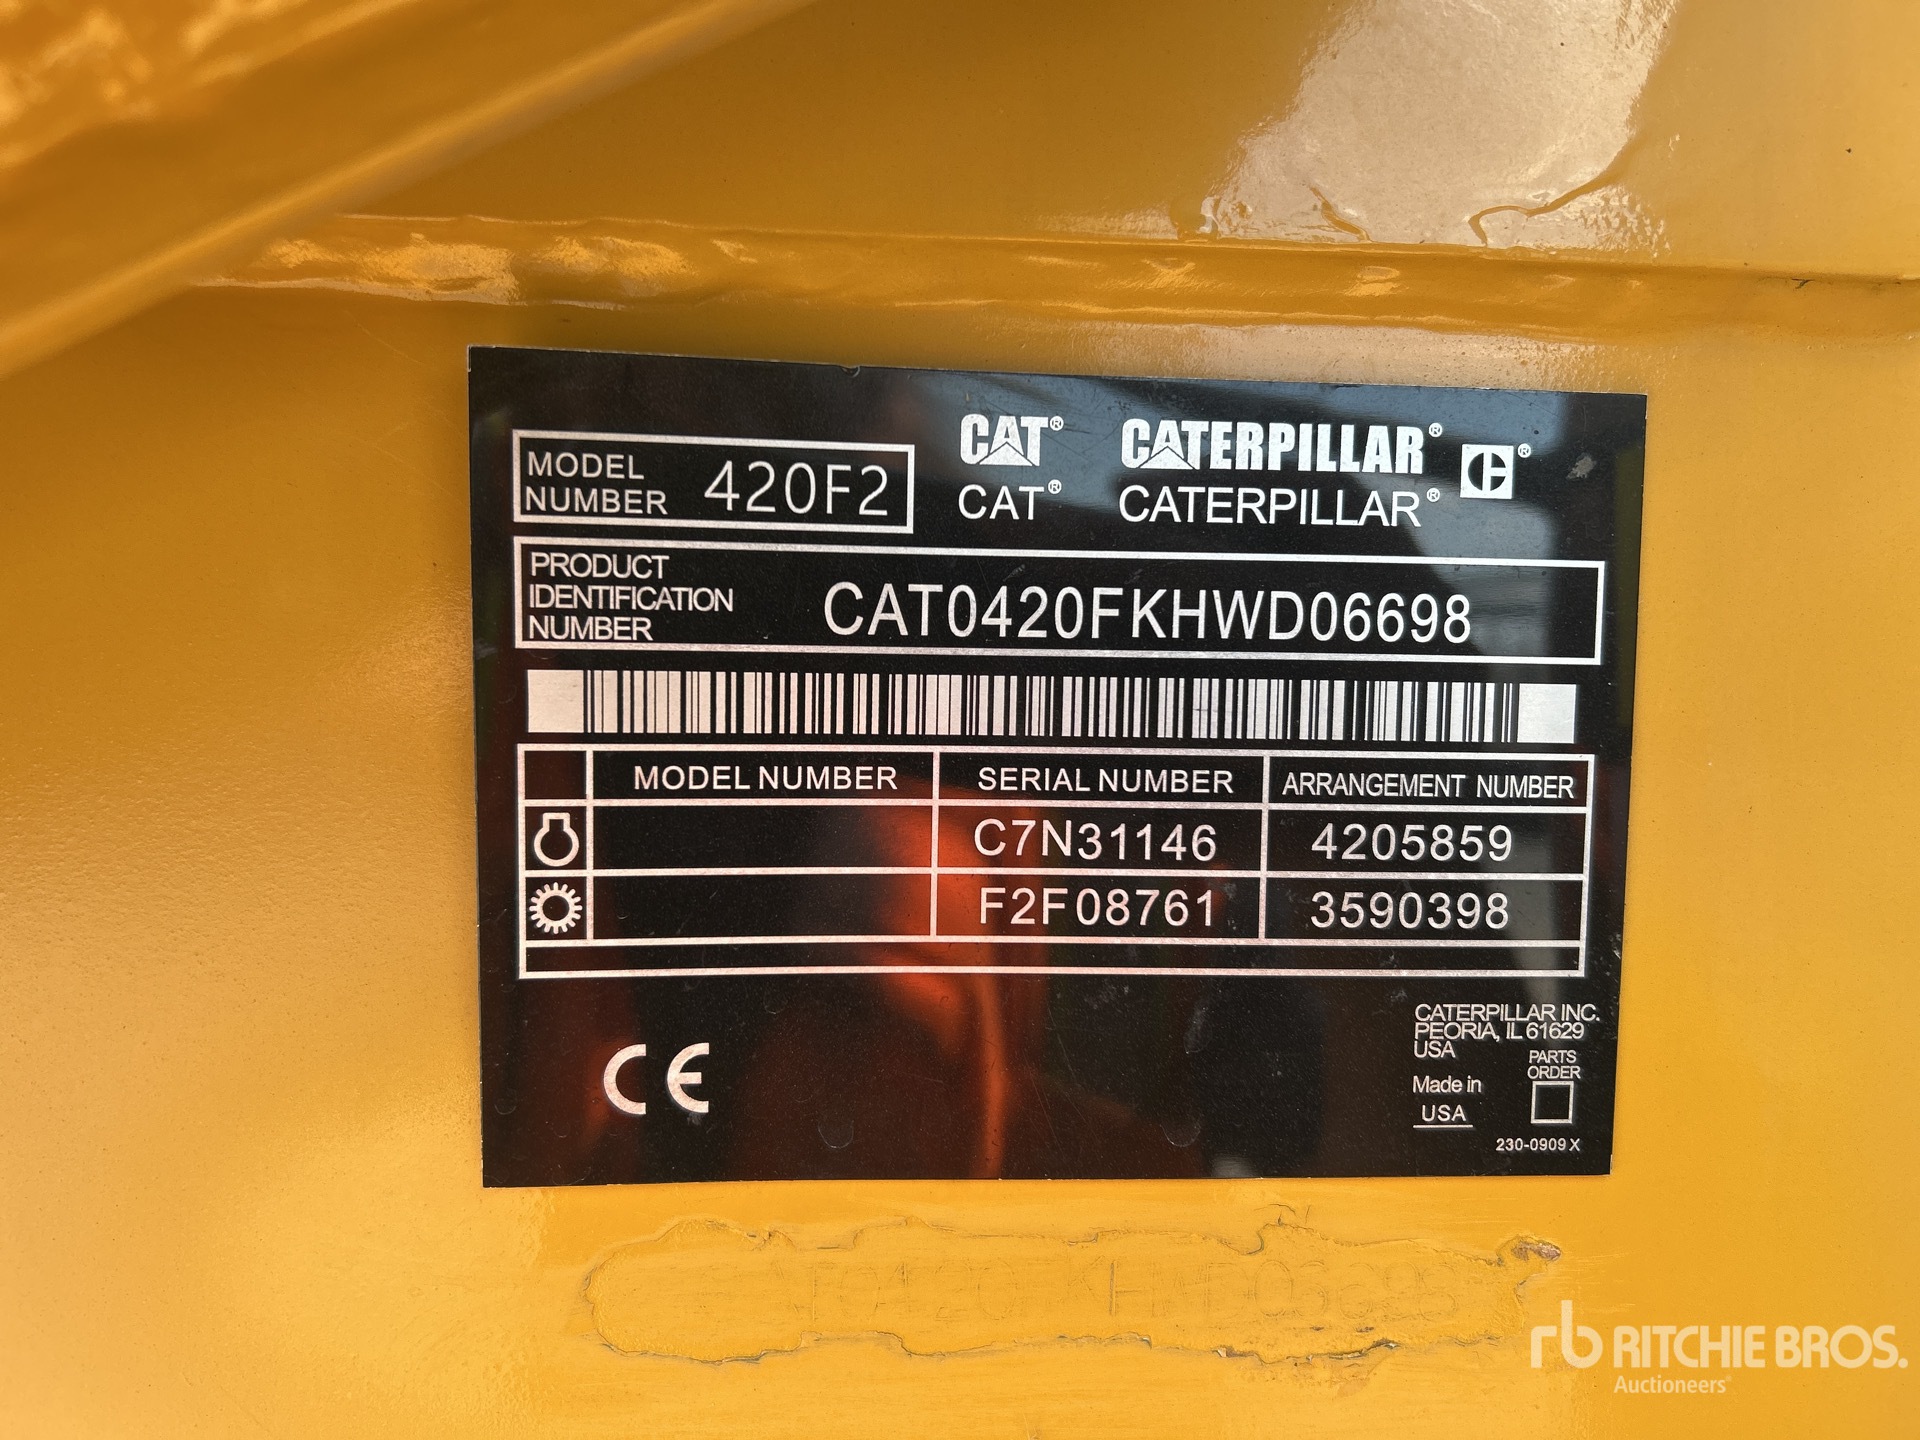 MODEL NUMBER 420F2
CAT® CATERPILLAR® ®
CAT® CATERPILLAR®
PRODUCT IDENTIFICATION NUMBER CAT0420FKHWD06698
MODEL NUMBER SERIAL NUMBER ARRANGEMENT NUMBER
C7N31146 4205859
F2F08761 3590398
CATERPILLAR INC.
PEORIA, IL 61629
USA
PARTS
ORDER
Made in
USA
230-0909 X
CE
rb RITCHIE BROS.
Auctioneers